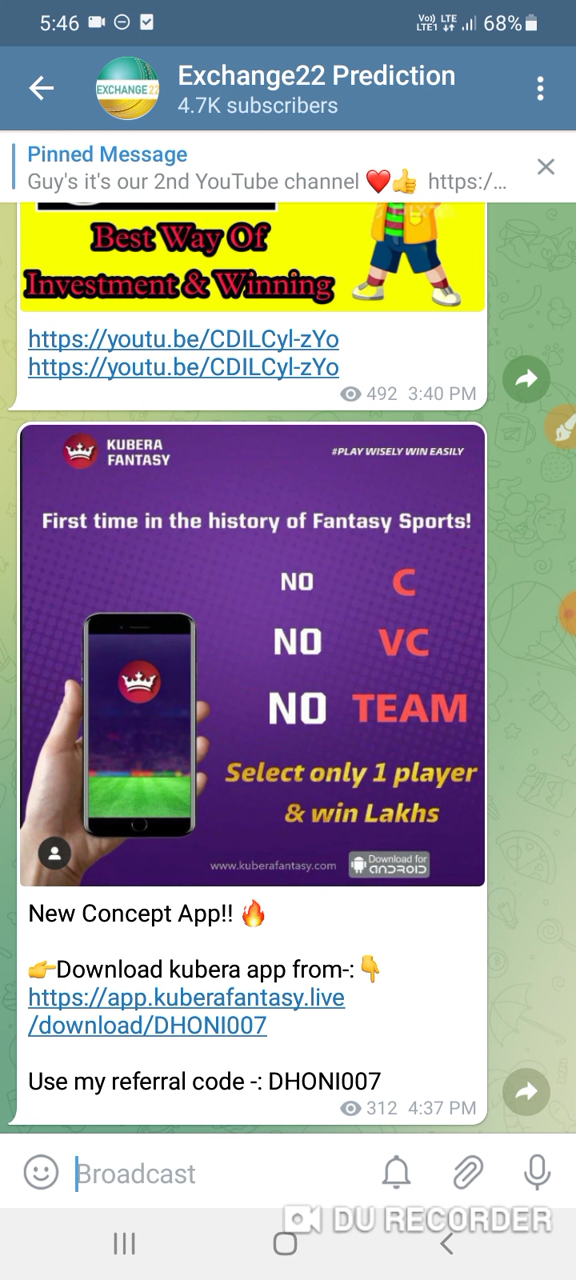 5:46
Vo) LTE
LTE1
68%
EXCHANGE 22
Exchange22 Prediction
4.7K subscribers
Pinned Message
Guy's it's our 2nd YouTube channel ❤️👍 https:/...
Best Way Of
Investment & Winning
https://youtu.be/CDILCyl-zYo
https://youtu.be/CDILCyl-zYo
492 3:40 PM
KUBERA
FANTASY
#PLAY WISELY WIN EASILY
First time in the history of Fantasy Sports!
NO C
NO VC
NO TEAM
Select only 1 player
& win Lakhs
www.kuberafantasy.com
Download for
ANDROID
New Concept App!! 🔥
👉Download kubera app from-: 👇
https://app.kuberafantasy.live
/download/DHONI007
Use my referral code -: DHONI007
312 4:37 PM
Broadcast
DU RECORDER